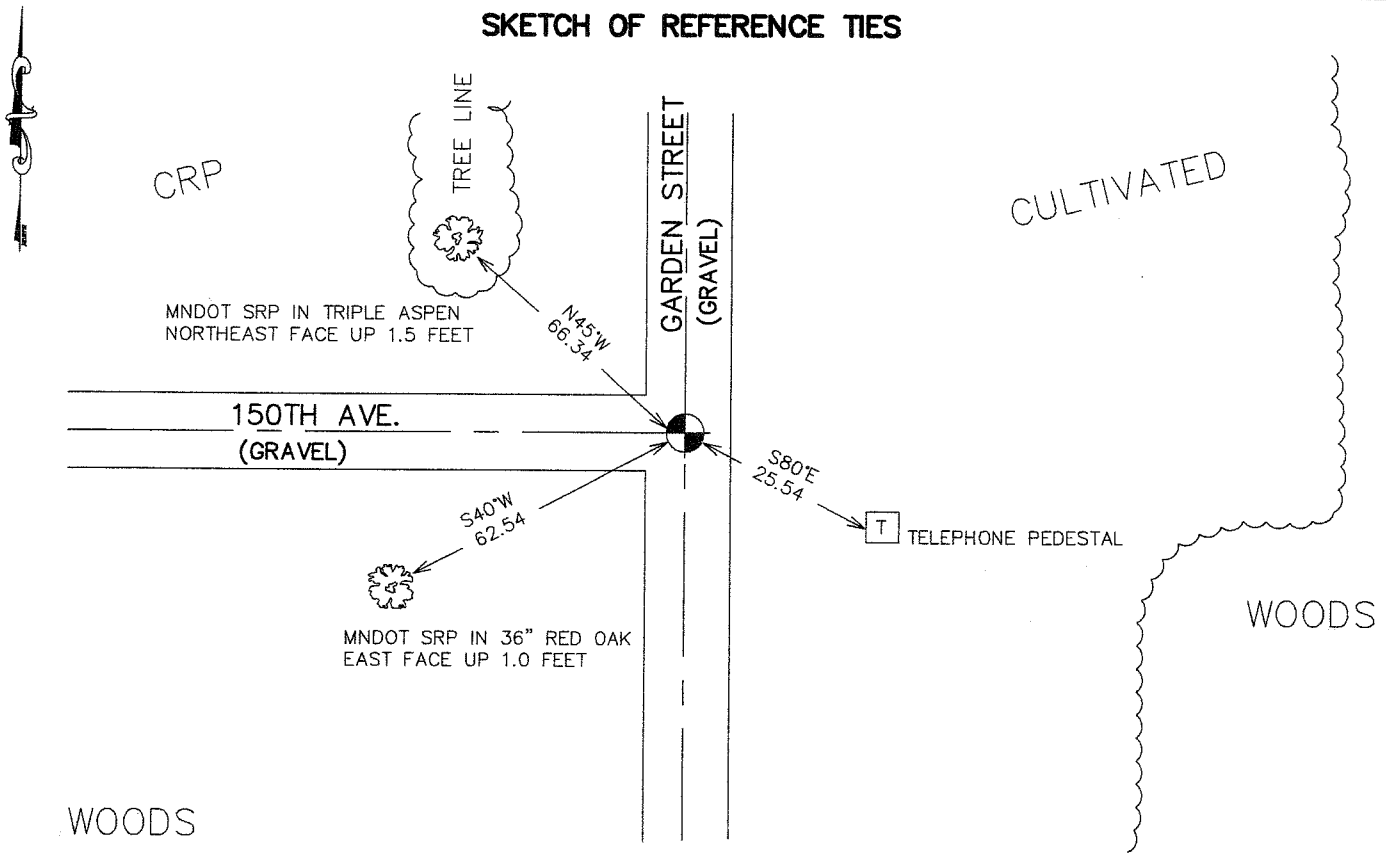 SKETCH OF REFERENCE TIES
TREE LINE
CRP
GARDEN STREET
(GRAVEL)
CULTIVATED
MNDOT SRP IN TRIPLE ASPEN
NORTHEAST FACE UP 1.5 FEET
N45°W
66.34
150TH AVE.
(GRAVEL)
S80°E
25.54
S40°W
62.54
T
TELEPHONE PEDESTAL
WOODS
MNDOT SRP IN 36" RED OAK
EAST FACE UP 1.0 FEET
WOODS